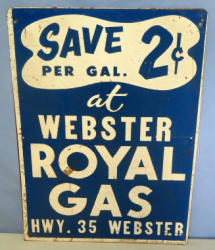 SAVE 2¢
PER GAL.
at
WEBSTER
ROYAL
GAS
HWY. 35 WEBSTER